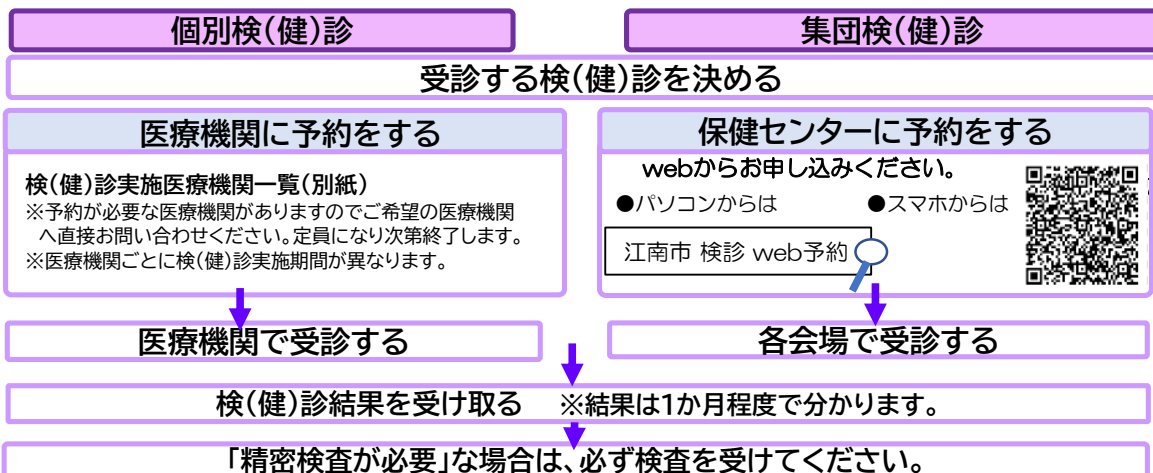 個別検(健)診
集団検(健)診
受診する検(健)診を決める
医療機関に予約をする
検(健)診実施医療機関一覧(別紙)
※予約が必要な医療機関がありますのでご希望の医療機関
へ直接お問い合わせください。定員になり次第終了します。
※医療機関ごとに検(健)診実施期間が異なります。
保健センターに予約をする
webからお申し込みください。
●パソコンからは
●スマホからは
江南市 検診 web予約
医療機関で受診する
各会場で受診する
検(健)診結果を受け取る ※結果は1か月程度で分かります。
「精密検査が必要」な場合は、必ず検査を受けてください。